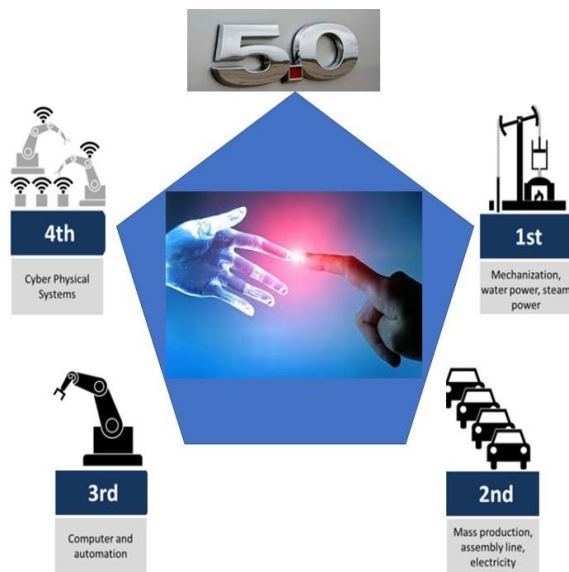 5.0
4th
Cyber Physical
Systems
1st
Mechanization,
water power, steam
power
3rd
Computer and
automation
2nd
Mass production,
assembly line,
electricity